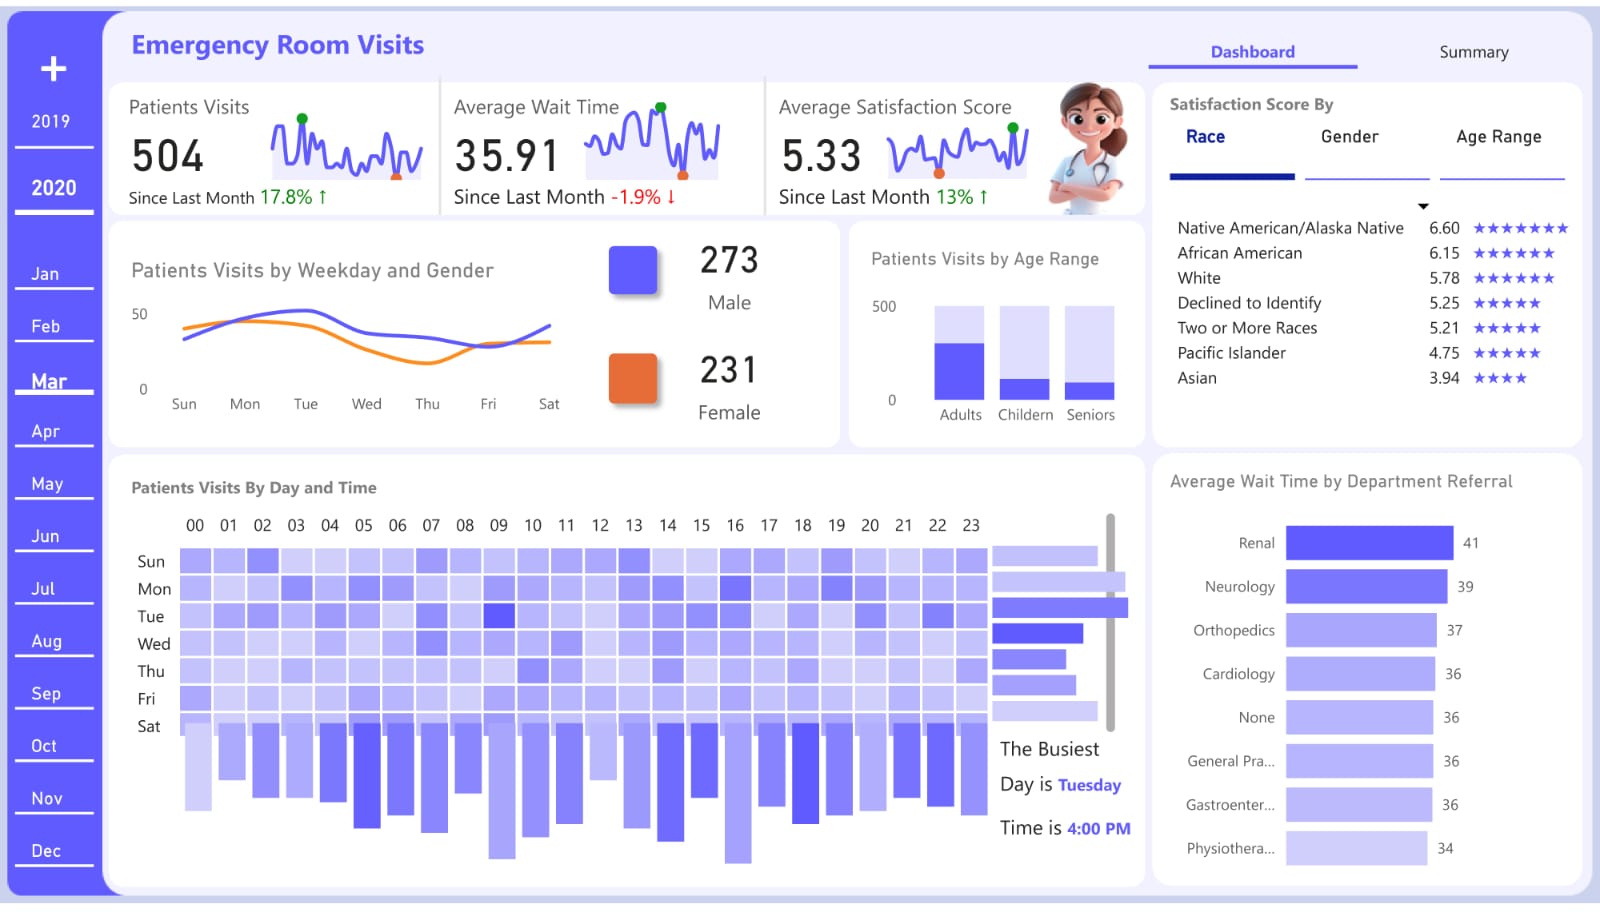 +
2019
2020
Jan
Feb
Mar
Apr
May
Jun
Jul
Aug
Sep
Oct
Nov
Dec
Emergency Room Visits
Dashboard
Summary
Patients Visits
504
Since Last Month 17.8% ↑
Average Wait Time
35.91
Since Last Month -1.9% ↓
Average Satisfaction Score
5.33
Since Last Month 13% ↑
Satisfaction Score By
Race
Gender
Age Range
Native American/Alaska Native 6.60 ★★★★★★★
African American 6.15 ★★★★★★
White 5.78 ★★★★★★
Declined to Identify 5.25 ★★★★★
Two or More Races 5.21 ★★★★★
Pacific Islander 4.75 ★★★★★
Asian 3.94 ★★★★
Patients Visits by Weekday and Gender
50
0
Sun Mon Tue Wed Thu Fri Sat
273
Male
231
Female
Patients Visits by Age Range
500
0
Adults Childern Seniors
Patients Visits By Day and Time
00 01 02 03 04 05 06 07 08 09 10 11 12 13 14 15 16 17 18 19 20 21 22 23
Sun
Mon
Tue
Wed
Thu
Fri
Sat
The Busiest
Day is Tuesday
Time is 4:00 PM
Average Wait Time by Department Referral
Renal 41
Neurology 39
Orthopedics 37
Cardiology 36
None 36
General Pra... 36
Gastroenter... 36
Physiothera... 34